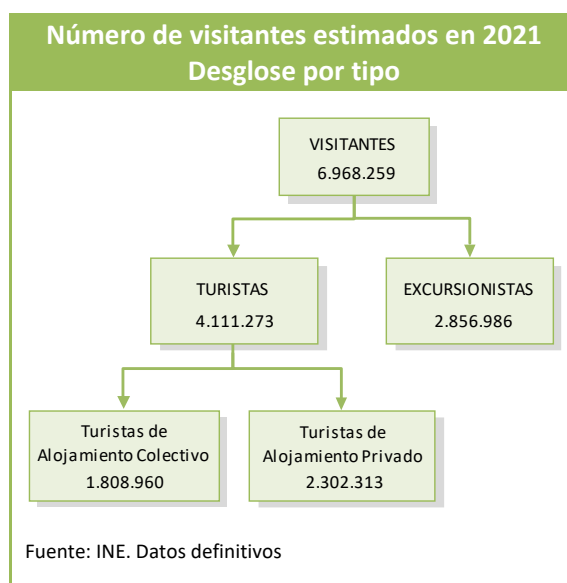 Número de visitantes estimados en 2021
Desglose por tipo
VISITANTES
6.968.259
TURISTAS
4.111.273
EXCURSIONISTAS
2.856.986
Turistas de
Alojamiento Colectivo
1.808.960
Turistas de
Alojamiento Privado
2.302.313
Fuente: INE. Datos definitivos